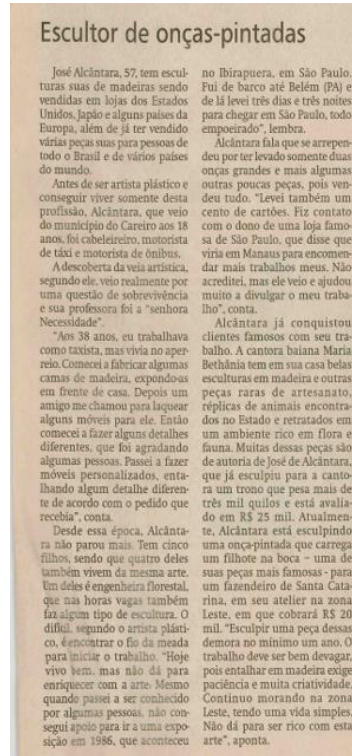 Escultor de onças-pintadas
José Alcântara, 57, tem escul-
turas suas de madeiras sendo
vendidas em lojas dos Estados
Unidos, Japão e alguns países da
Europa, além de já ter vendido
várias peças suas para pessoas de
todo o Brasil e de vários países
do mundo.
Antes de ser artista plástico e
conseguir viver somente desta
profissão, Alcântara, que veio
do município do Careiro aos 18
anos, foi cabeleireiro, motorista
de táxi e motorista de ônibus.
A descoberta da veia artística,
segundo ele, veio realmente por
uma questão de sobrevivência
e sua professora foi a "senhora
Necessidade".
"Aos 38 anos, eu trabalhava
como taxista, mas vivia no aper-
reio. Comecei a fabricar algumas
camas de madeira, expondo-as
em frente de casa. Depois um
amigo me chamou para laquear
alguns móveis para ele. Então
comecei a fazer alguns detalhes
diferentes, que foi agradando
algumas pessoas. Passei a fazer
móveis personalizados, enta-
lhando algum detalhe diferen-
te de acordo com o pedido que
recebia", conta.
Desde essa época, Alcânta-
ra não parou mais. Tem cinco
filhos, sendo que quatro deles
também vivem da mesma arte.
Um deles é engenheira florestal,
que nas horas vagas também
faz algum tipo de escultura. O
difícil, segundo o artista plásti-
co, é encontrar o fio da meada
para iniciar o trabalho. "Hoje
vivo bem, mas não dá para
enriquecer com a arte. Mesmo
quando passei a ser conhecido
por algumas pessoas, não con-
segui apoio para ir a uma expo-
sição em 1986, que aconteceu
no Ibirapuera, em São Paulo.
Fui de barco até Belém (PA) e
de lá levei três dias e três noites
para chegar em São Paulo, todo
empoeirado", lembra.
Alcântara fala que se arrepen-
deu por ter levado somente duas
onças grandes e mais algumas
outras poucas peças, pois ven-
deu tudo. "Levei também um
cento de cartões. Fiz contato
com o dono de uma loja famo-
sa de São Paulo, que disse que
viria em Manaus para encomen-
dar mais trabalhos meus. Não
acreditei, mas ele veio e ajudou
muito a divulgar o meu traba-
lho", conta.
Alcântara já conquistou
clientes famosos com seu tra-
balho. A cantora baiana Maria
Bethânia tem em sua casa belas
esculturas em madeira e outras
peças raras de artesanato,
réplicas de animais encontra-
dos no Estado e retratados em
um ambiente rico em flora e
fauna. Muitas dessas peças são
de autoria de José de Alcântara,
que já esculpiu para a canto-
ra um trono que pesa mais de
três mil quilos e está avalia-
do em R$ 25 mil. Atualmen-
te, Alcântara está esculpindo
uma onça-pintada que carrega
um filhote na boca – uma de
suas peças mais famosas - para
um fazendeiro de Santa Cata-
rina, em seu atelier na zona
Leste, em que cobrará R$ 20
mil. "Esculpir uma peça dessas
demora no mínimo um ano. O
trabalho deve ser bem devagar,
pois entalhar em madeira exige
paciência e muita criatividade.
Continuo morando na zona
Leste, tendo uma vida simples.
Não dá para ser rico com esta
arte", aponta.